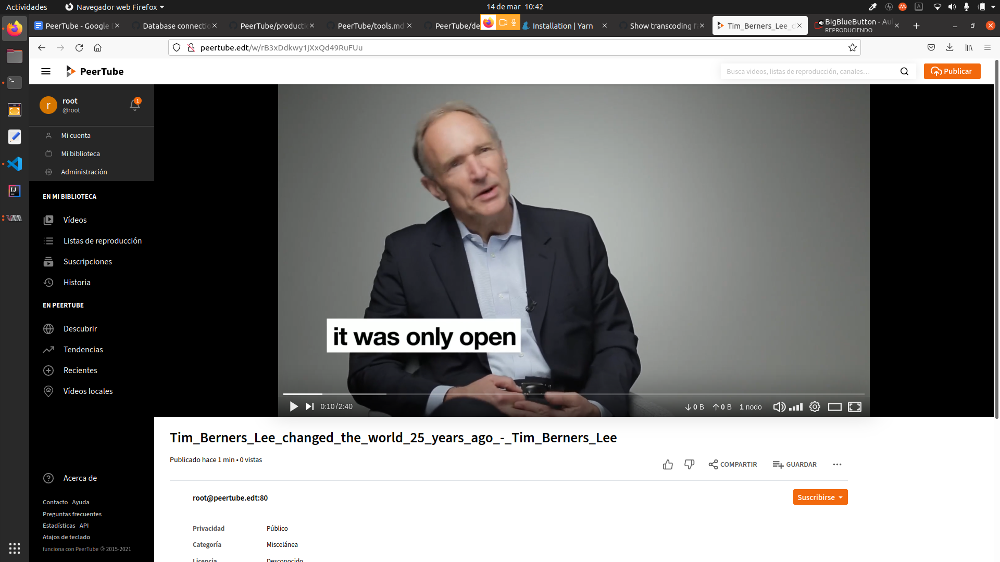 Actividades Navegador web Firefox 14 de mar 10:42 A
PeerTube - Google Database connectio PeerTube/producti PeerTube/tools.md PeerTube/de Installation | Yarn Show transcoding Tim_Berners_Lee_c BigBlueButton - Au
REPRODUCIENDO
peertube.edt/w/rB3xDdkwy1jXxQd49RuFUu
PeerTube Busca videos, listas de reproducción, canales... Publicar
r root 1
@root
Mi cuenta
Mi biblioteca
Administración
EN MI BIBLIOTECA
Vídeos
Listas de reproducción
Suscripciones
Historia
EN PEERTUBE
Descubrir
Tendencias
Recientes
Vídeos locales
Acerca de
Contacto Ayuda
Preguntas frecuentes
Estadísticas API
Atajos de teclado
funciona con PeerTube 2015-2021
it was only open
0:10/2:40 0 B 0 B 1 nodo
Tim_Berners_Lee_changed_the_world_25_years_ago_-_Tim_Berners_Lee
Publicado hace 1 min • 0 vistas
COMPARTIR GUARDAR
root@peertube.edt:80 Suscribirse
Privacidad Público
Categoría Miscelánea
Licencia Desconocido
IJ